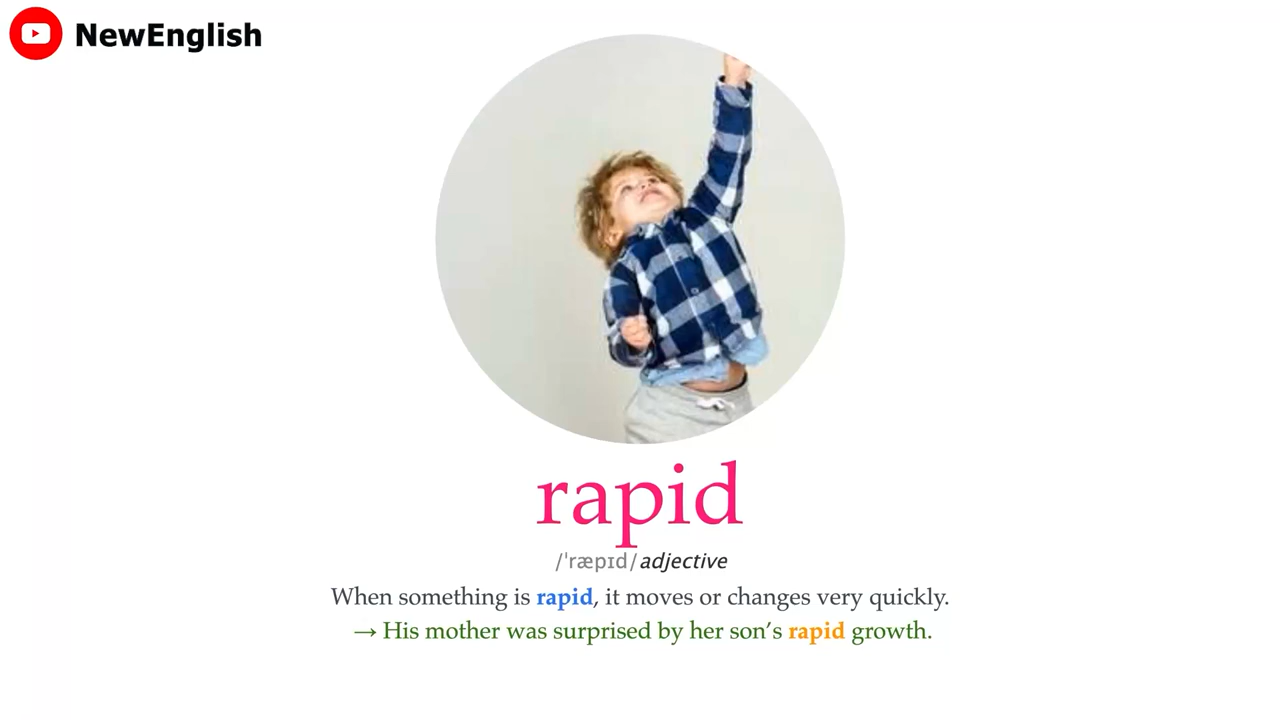 NewEnglish
rapid
/ˈræpɪd/adjective
When something is rapid, it moves or changes very quickly.
→ His mother was surprised by her son’s rapid growth.